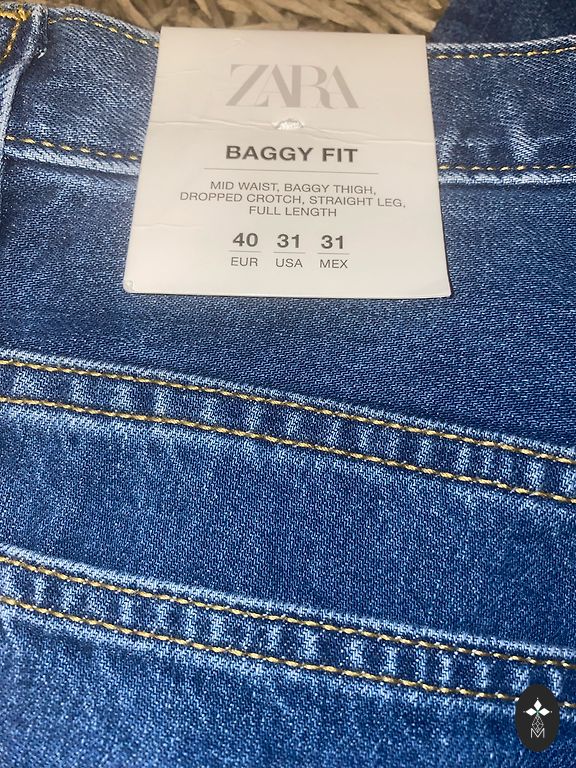 ZARA
BAGGY FIT
MID WAIST, BAGGY THIGH,
DROPPED CROTCH, STRAIGHT LEG,
FULL LENGTH
40 31 31
EUR USA MEX
M